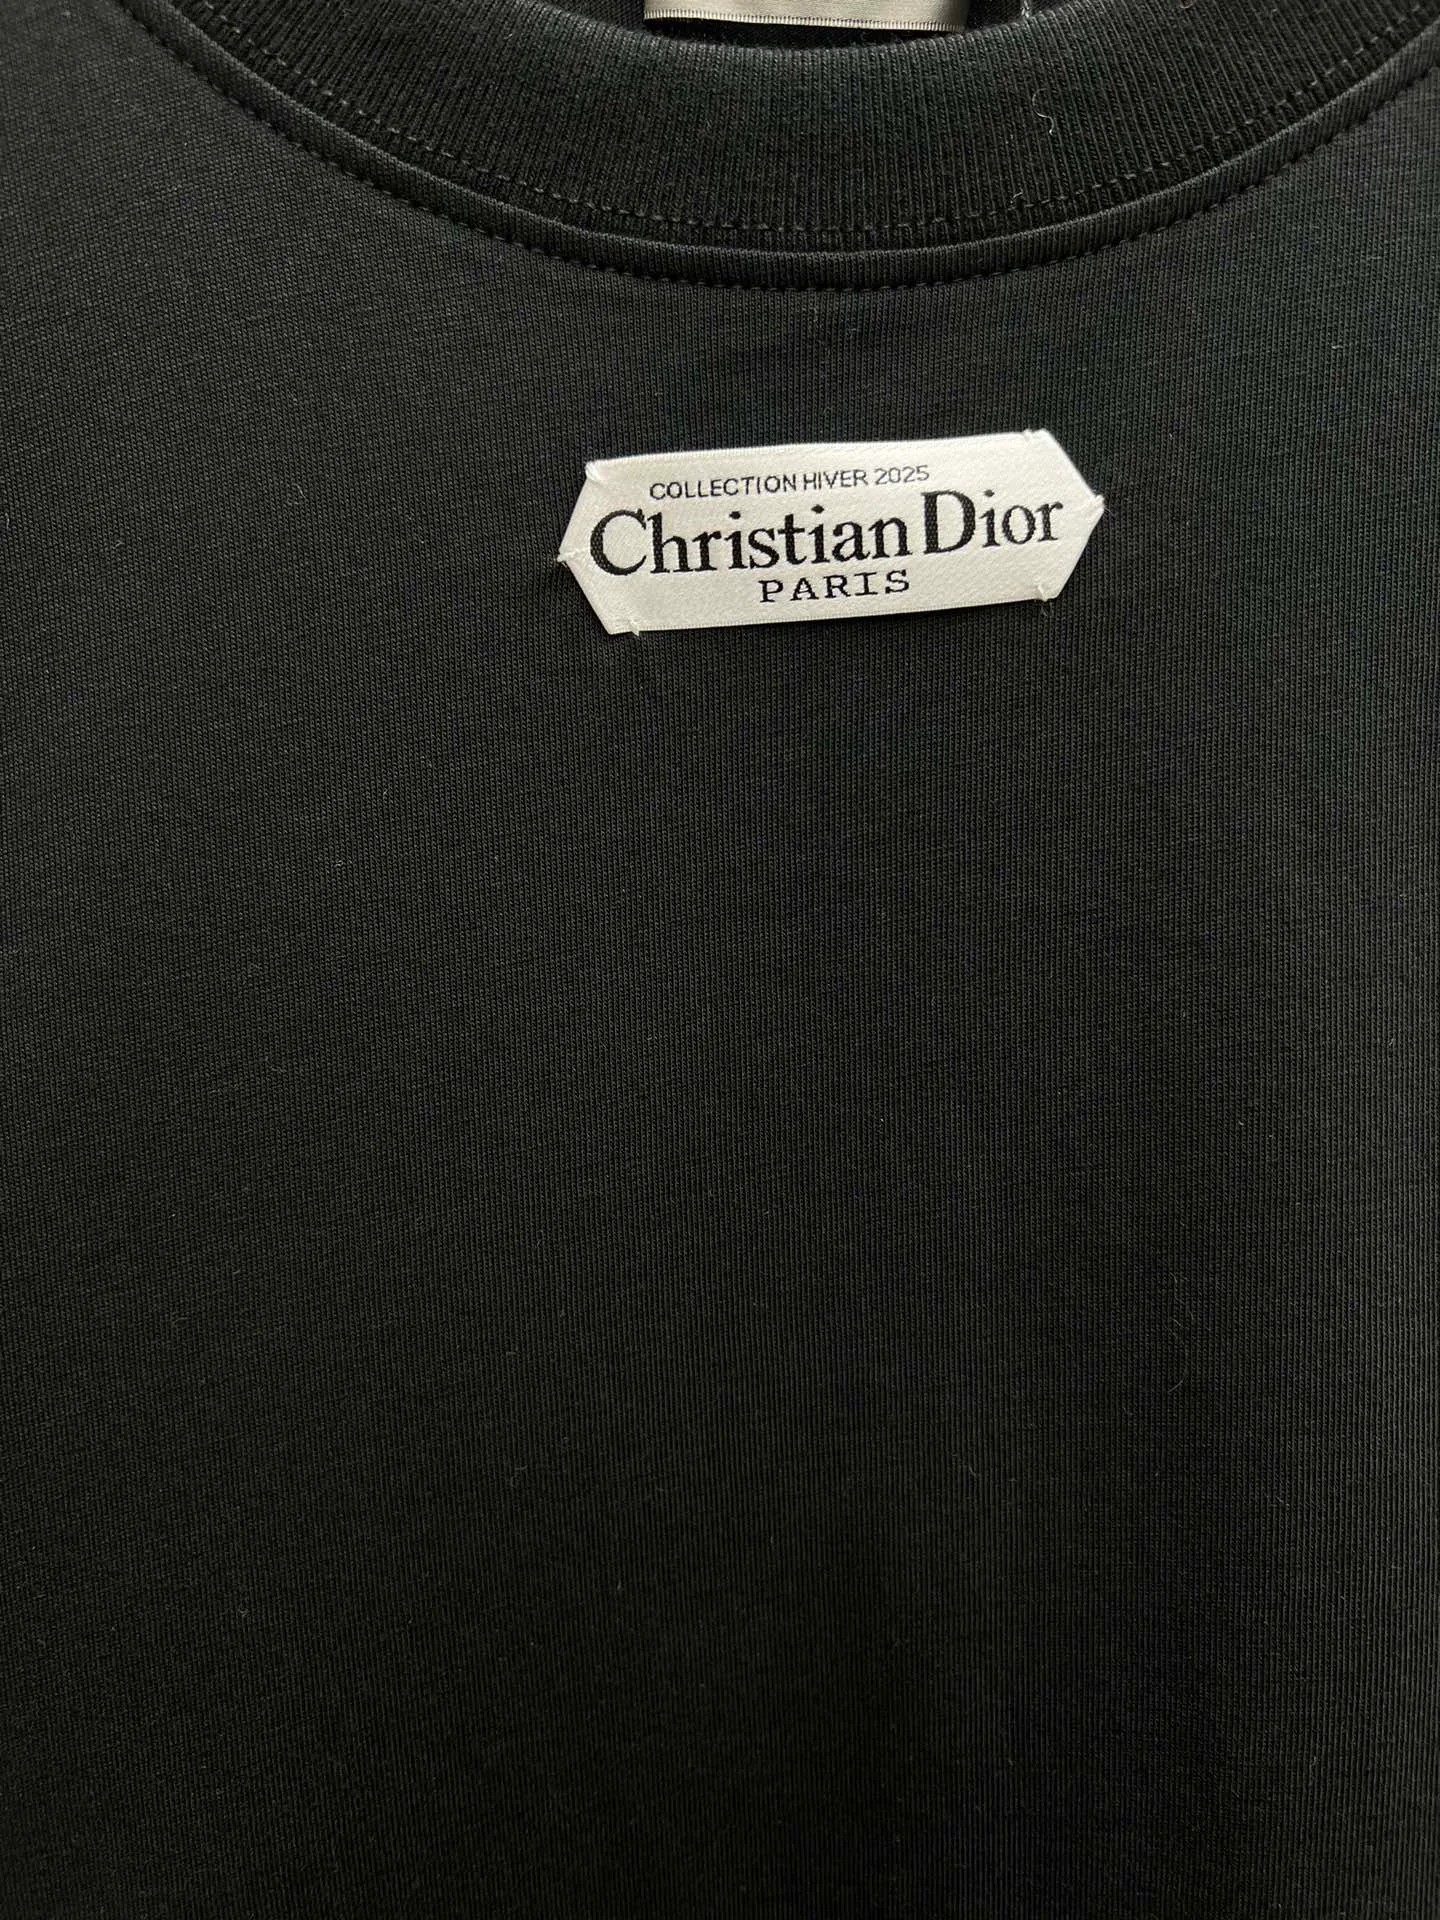 COLLECTION HIVER 2025
Christian Dior
PARIS